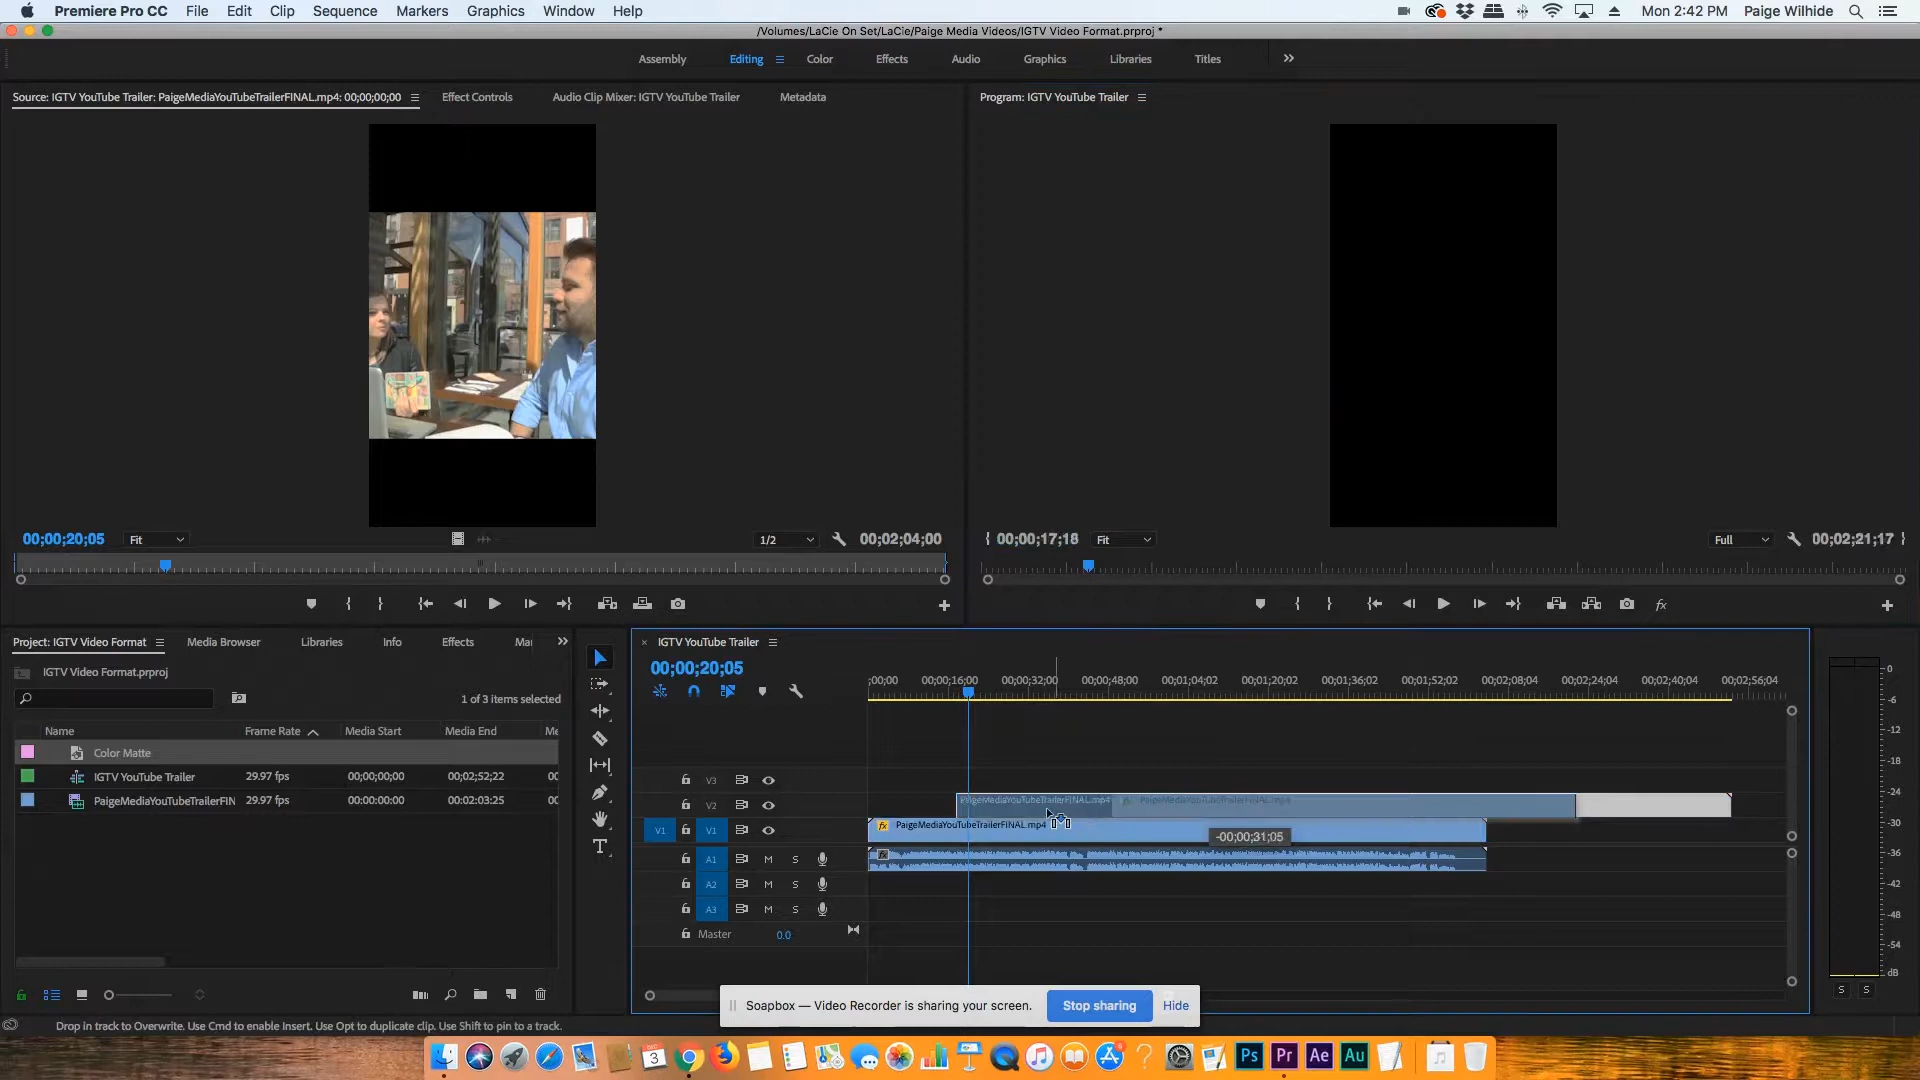 Premiere Pro CC File Edit Clip Sequence Markers Graphics Window Help Mon 2:42 PM Paige Wilhide
/Volumes/LaCie On Set/LaCie/Paige Media Videos/IGTV Video Format.prproj *
Assembly Editing Color Effects Audio Graphics Libraries Titles
Source: IGTV YouTube Trailer: PaigeMediaYouTubeTrailerFINAL.mp4: 00;00;00;00 Effect Controls Audio Clip Mixer: IGTV YouTube Trailer Metadata Program: IGTV YouTube Trailer
00;00;20;05 Fit 1/2 00;02;04;00 00;00;17;18 Fit Full 00;02;21;17
Project: IGTV Video Format Media Browser Libraries Info Effects Mar IGTV YouTube Trailer
IGTV Video Format.prproj 00;00;20;05
1 of 3 items selected
;00;00 00;00;16;00 00;00;32;00 00;00;48;00 00;01;04;02 00;01;20;02 00;01;36;02 00;01;52;02 00;02;08;04 00;02;24;04 00;02;40;04 00;02;56;04
Name Frame Rate Media Start Media End Me
Color Matte
IGTV YouTube Trailer 29.97 fps 00;00;00;00 00;02;52;22 00
PaigeMediaYouTubeTrailerFIN 29.97 fps 00:00:00:00 00:02:03:25 00
V3
V2 PaigeMediaYouTubeTrailerFINAL.mp4 fx PaigeMediaYouTubeTrailerFINAL.mp4
V1 V1 fx PaigeMediaYouTubeTrailerFINAL.mp4 -00;00;31;05
A1 M S fx
A2 M S
A3 M S
Master 0.0
0
-6
-12
-18
-24
-30
-36
-42
-48
-54
dB
S S
Soapbox — Video Recorder is sharing your screen. Stop sharing Hide
Drop in track to Overwrite. Use Cmd to enable Insert. Use Opt to duplicate clip. Use Shift to pin to a track.
DEC 3 Ps Pr Ae Au